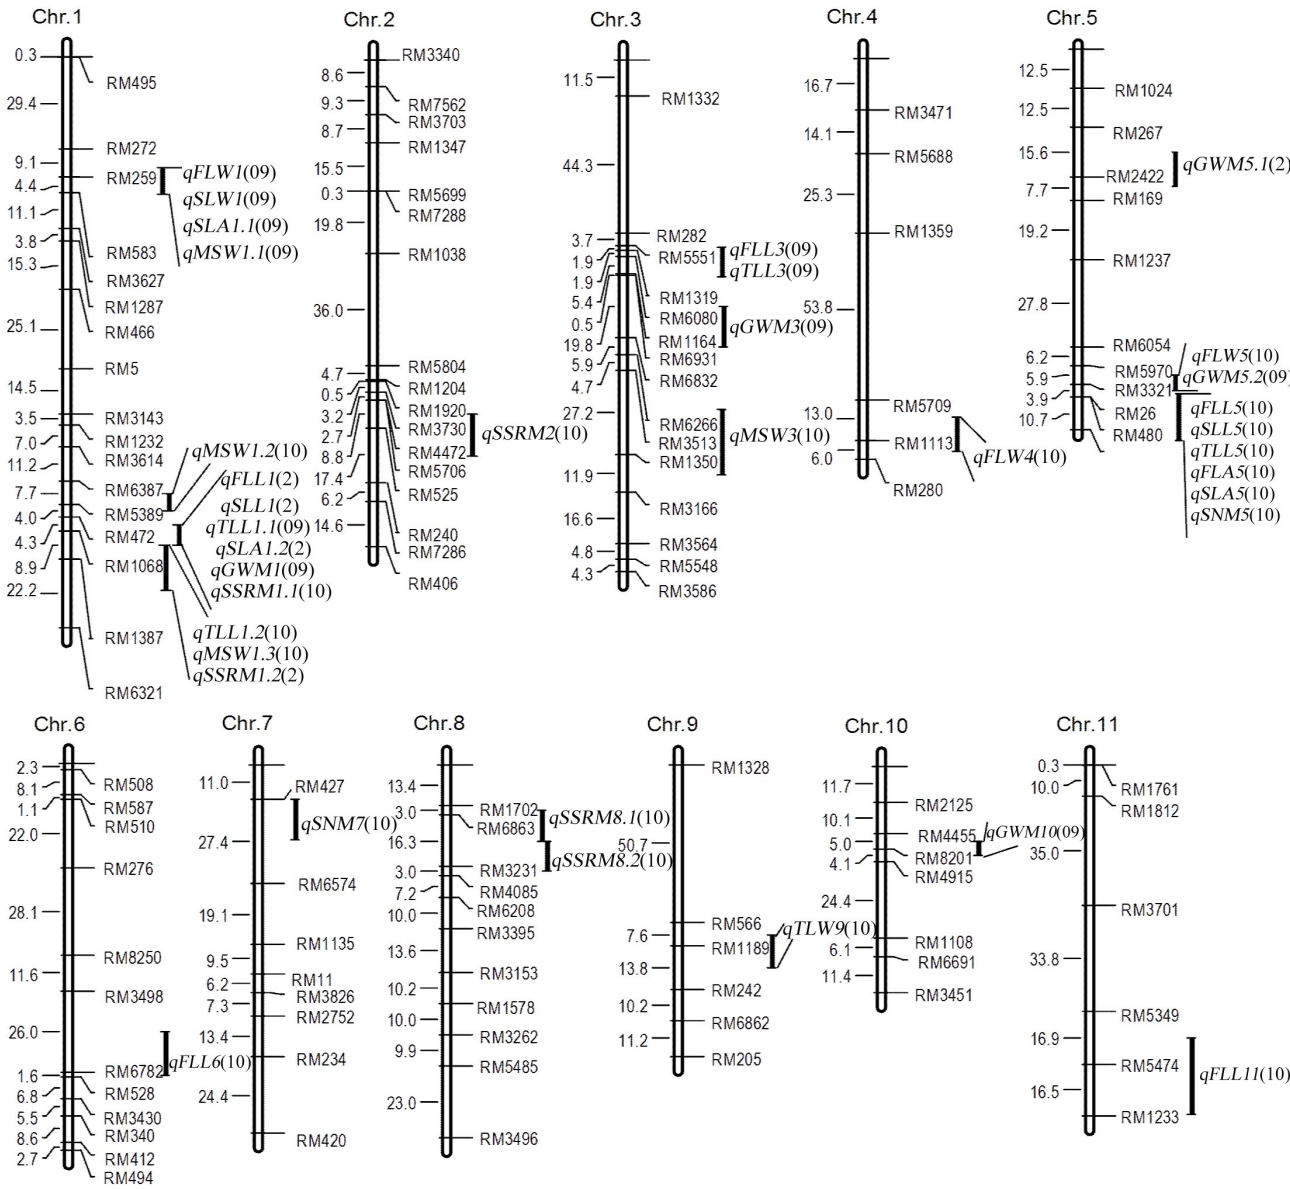 Chr.1
0.3
RM495
29.4
RM272
9.1
RM259
4.4
11.1
RM583
3.8
RM3627
15.3
RM1287
RM466
25.1
RM5
14.5
RM3143
3.5
RM1232
7.0
RM3614
11.2
RM6387
7.7
RM5389
4.0
RM472
4.3
RM1068
8.9
22.2
RM1387
RM6321
qFLW1(09)
qSLW1(09)
qSLA1.1(09)
qMSW1.1(09)
qMSW1.2(10)
qFLL1(2)
qSLL1(2)
qTLL1.1(09)
qSLA1.2(2)
qGWM1(09)
qSSRM1.1(10)
qTLL1.2(10)
qMSW1.3(10)
qSSRM1.2(2)
Chr.2
RM3340
8.6
RM7562
9.3
RM3703
8.7
RM1347
15.5
RM5699
0.3
RM7288
19.8
RM1038
36.0
RM5804
4.7
RM1204
0.5
RM1920
3.2
RM3730
2.7
RM4472
8.8
RM5706
17.4
RM525
6.2
14.6
RM240
RM7286
RM406
qSSRM2(10)
Chr.3
11.5
RM1332
44.3
RM282
3.7
RM5551
1.9
1.9
RM1319
5.4
RM6080
0.5
RM1164
19.8
RM6931
5.9
RM6832
4.7
27.2
RM6266
RM3513
RM1350
11.9
RM3166
16.6
RM3564
4.8
RM5548
4.3
RM3586
qFLL3(09)
qTLL3(09)
qGWM3(09)
qMSW3(10)
Chr.4
16.7
RM3471
14.1
RM5688
25.3
RM1359
53.8
RM5709
13.0
RM1113
6.0
RM280
qFLW4(10)
Chr.5
12.5
RM1024
12.5
RM267
15.6
RM2422
7.7
RM169
19.2
RM1237
27.8
RM6054
6.2
RM5970
5.9
RM3321
3.9
RM26
10.7
RM480
qGWM5.1(2)
qFLW5(10)
qGWM5.2(09)
qFLL5(10)
qSLL5(10)
qTLL5(10)
qFLA5(10)
qSLA5(10)
qSNM5(10)
Chr.6
2.3
RM508
8.1
RM587
1.1
RM510
22.0
RM276
28.1
RM8250
11.6
RM3498
26.0
RM6782
1.6
RM528
6.8
RM3430
5.5
RM340
8.6
RM412
2.7
RM494
qFLL6(10)
Chr.7
11.0
RM427
27.4
RM6574
19.1
RM1135
9.5
RM11
6.2
RM3826
7.3
RM2752
13.4
RM234
24.4
RM420
qSNM7(10)
Chr.8
13.4
RM1702
3.0
RM6863
16.3
RM3231
3.0
RM4085
7.2
RM6208
10.0
RM3395
13.6
RM3153
10.2
RM1578
10.0
RM3262
9.9
RM5485
23.0
RM3496
qSSRM8.1(10)
qSSRM8.2(10)
Chr.9
RM1328
50.7
RM566
7.6
RM1189
13.8
RM242
10.2
RM6862
11.2
RM205
qTLW9(10)
Chr.10
11.7
RM2125
10.1
RM4455
5.0
RM8201
4.1
RM4915
24.4
RM1108
6.1
RM6691
11.4
RM3451
qGWM10(09)
Chr.11
0.3
RM1761
10.0
RM1812
35.0
RM3701
33.8
RM5349
16.9
RM5474
16.5
RM1233
qFLL11(10)